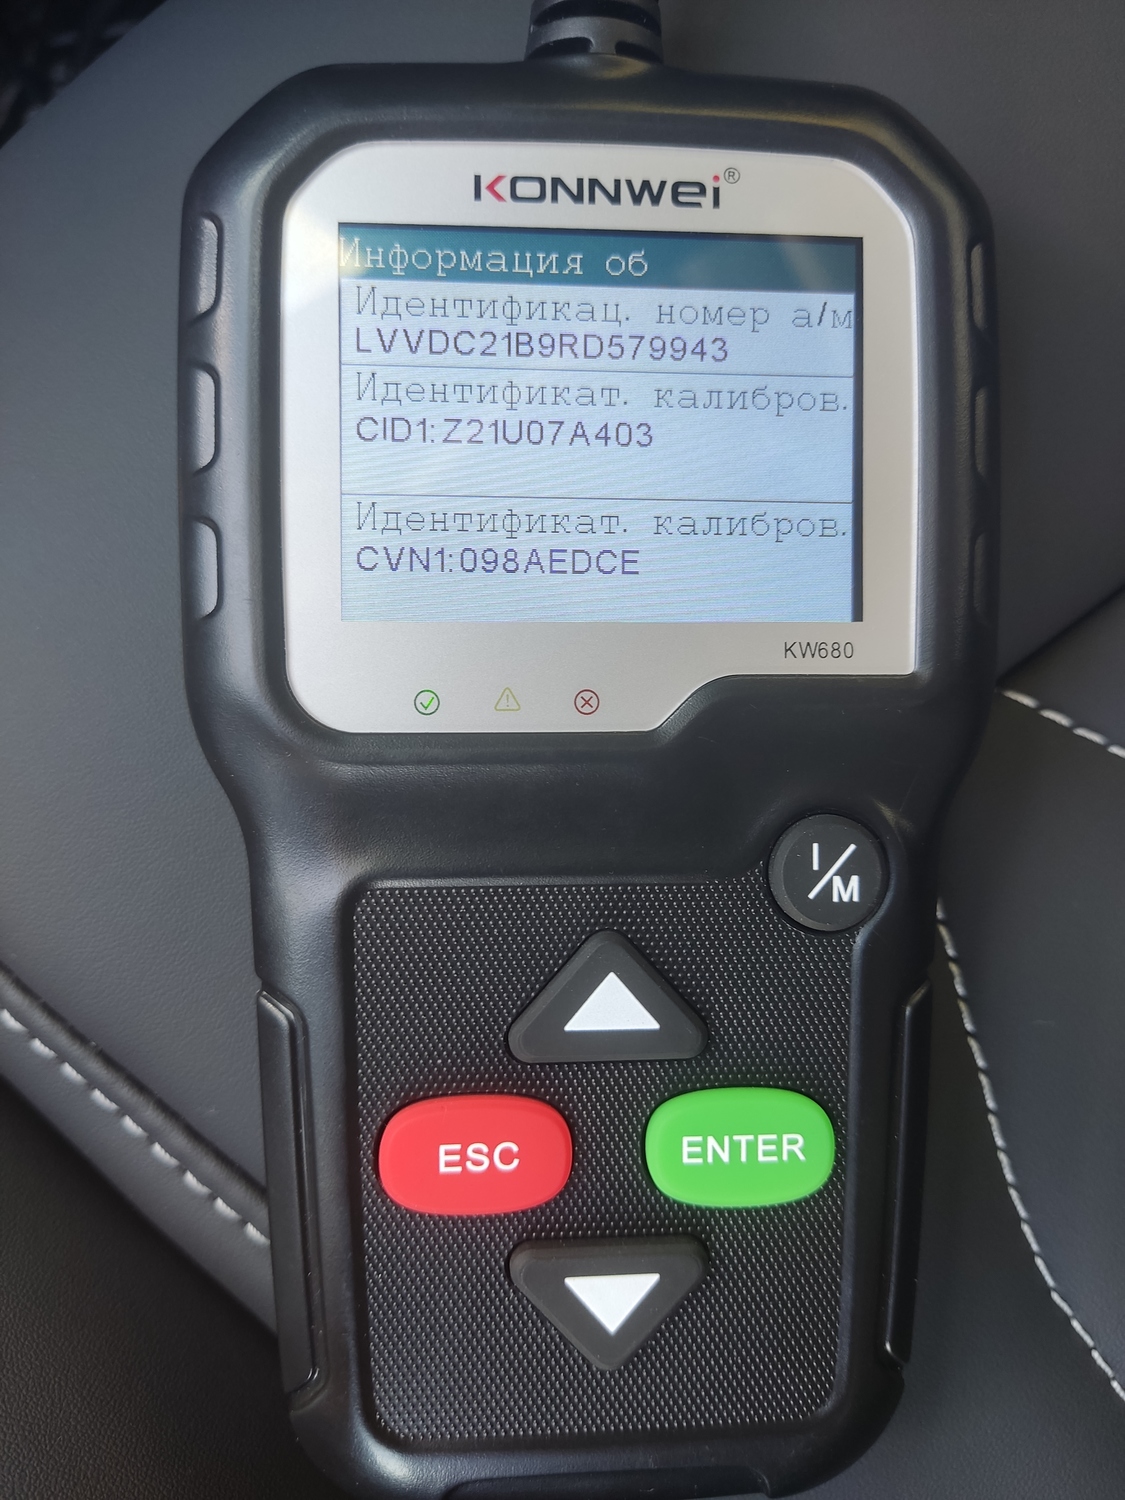 KONNWEI®
Информация об
Идентификац. номер а/м
LVVDC21B9RD579943
Идентификат. калибров.
CID1:Z21U07A403
Идентификат. калибров.
CVN1:098AEDCE
KW680
I/M
ESC
ENTER